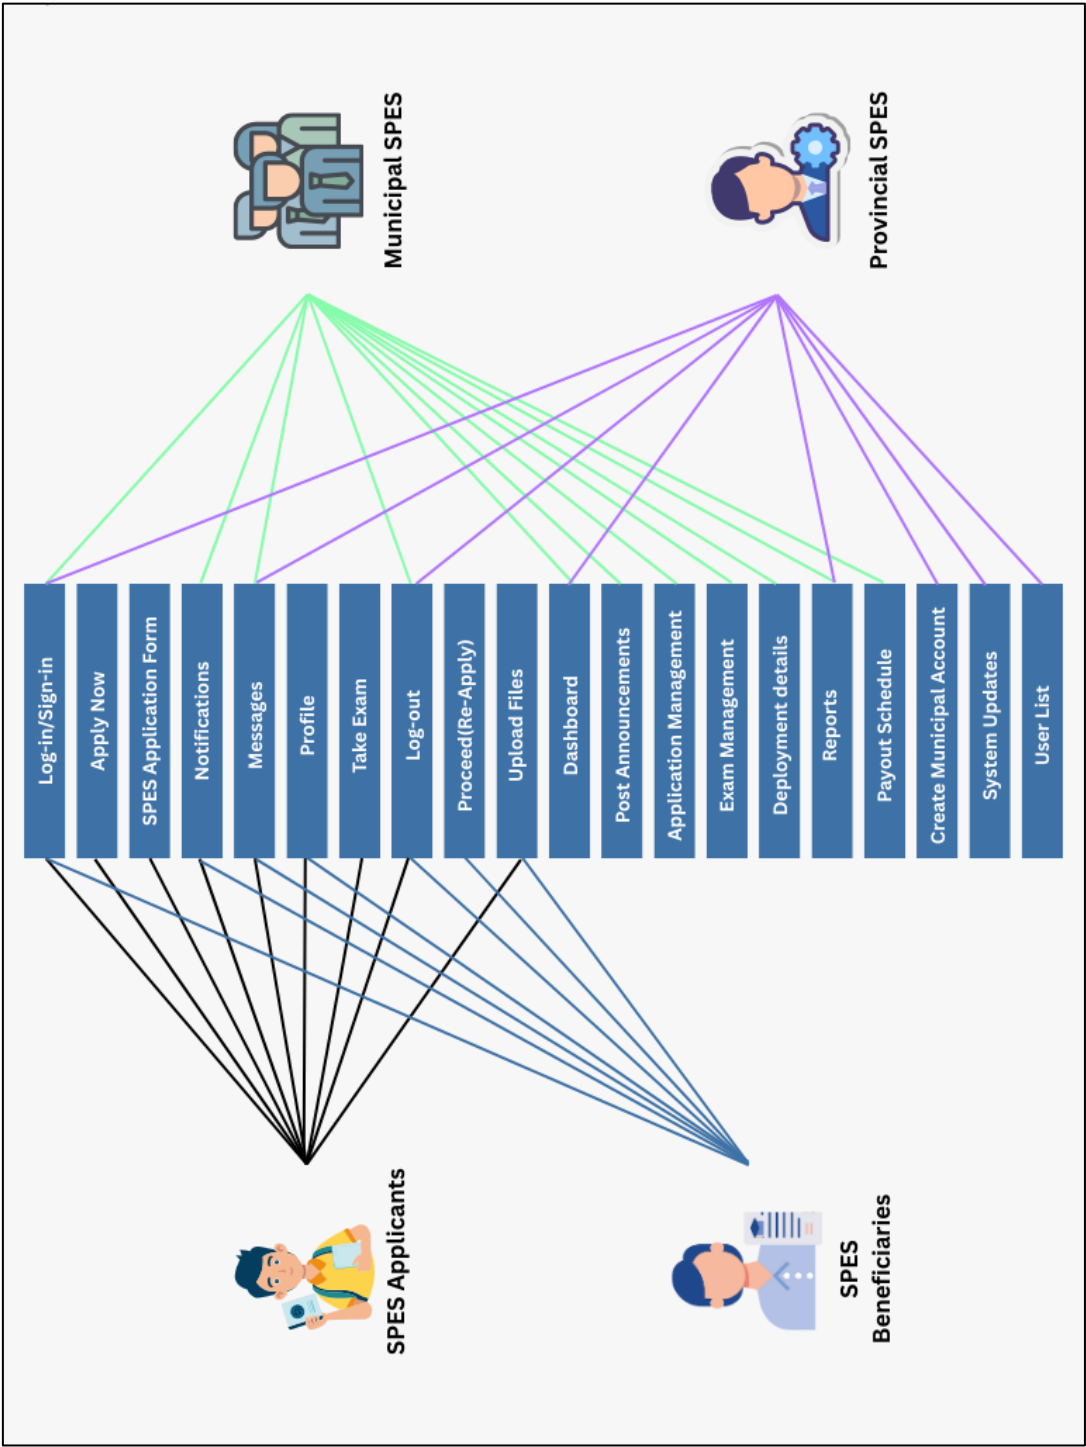 SPES Applicants
SPES
Beneficiaries
Log-in/Sign-in
Apply Now
SPES Application Form
Notifications
Messages
Profile
Take Exam
Log-out
Proceed(Re-Apply)
Upload Files
Dashboard
Post Announcements
Application Management
Exam Management
Deployment details
Reports
Payout Schedule
Create Municipal Account
System Updates
User List
Municipal SPES
Provincial SPES